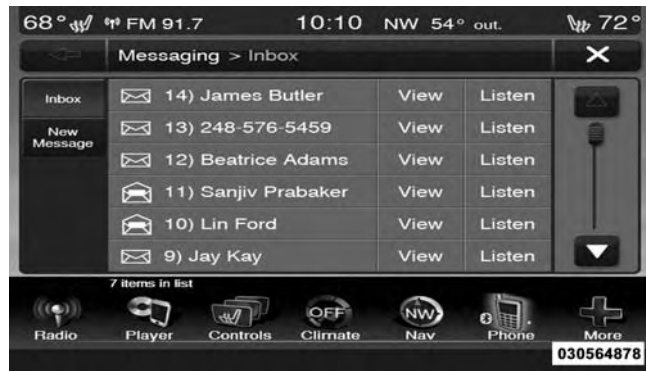 68° FM 91.7 10:10 NW 54° out. 72°
Messaging > Inbox
Inbox
New
Message
14) James Butler View Listen
13) 248-576-5459 View Listen
12) Beatrice Adams View Listen
11) Sanjiv Prabaker View Listen
10) Lin Ford View Listen
9) Jay Kay View Listen
7 items in list
OFF NW
Radio Player Controls Climate Nav Phone More
030564878